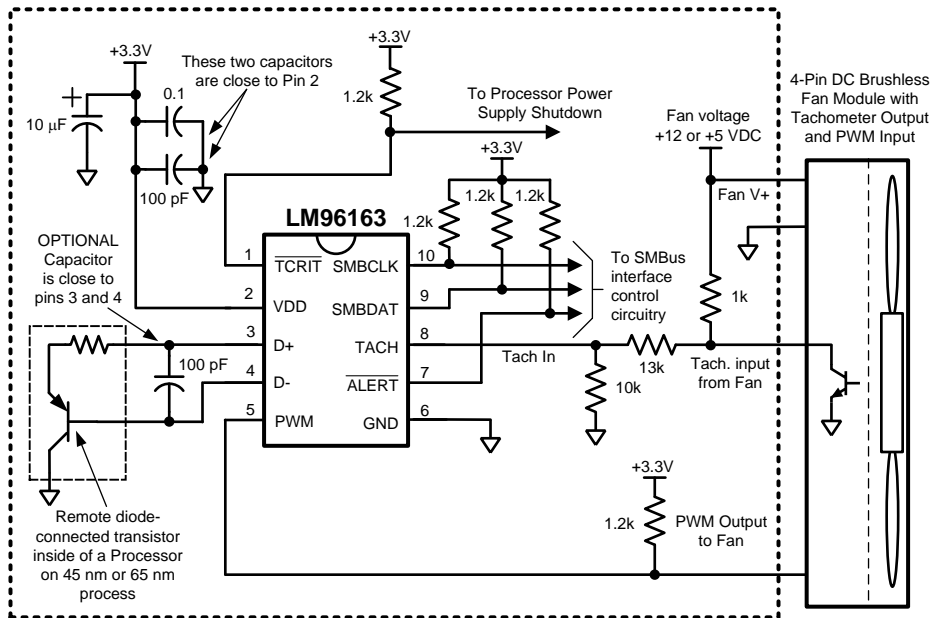 +3.3V
These two capacitors
are close to Pin 2
+
10 μF
0.1
100 pF
+3.3V
1.2k
To Processor Power
Supply Shutdown
+3.3V
1.2k
1.2k
1.2k
Fan voltage
+12 or +5 VDC
Fan V+
4-Pin DC Brushless
Fan Module with
Tachometer Output
and PWM Input
LM96163
OPTIONAL
Capacitor
is close to
pins 3 and 4
1
TCRIT
SMBCLK
10
2
VDD
SMBDAT
9
3
D+
TACH
8
4
D-
ALERT
7
5
PWM
GND
6
100 pF
To SMBus
interface
control
circuitry
Tach In
13k
10k
1k
Tach. input
from Fan
+3.3V
1.2k
PWM Output
to Fan
Remote diode-
connected transistor
inside of a Processor
on 45 nm or 65 nm
process